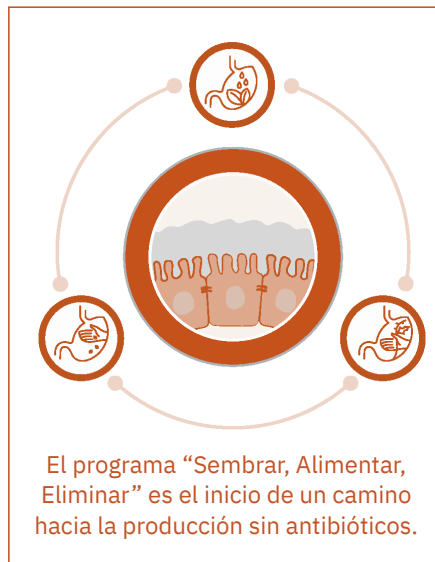 El programa “Sembrar, Alimentar,
Eliminar” es el inicio de un camino
hacia la producción sin antibióticos.